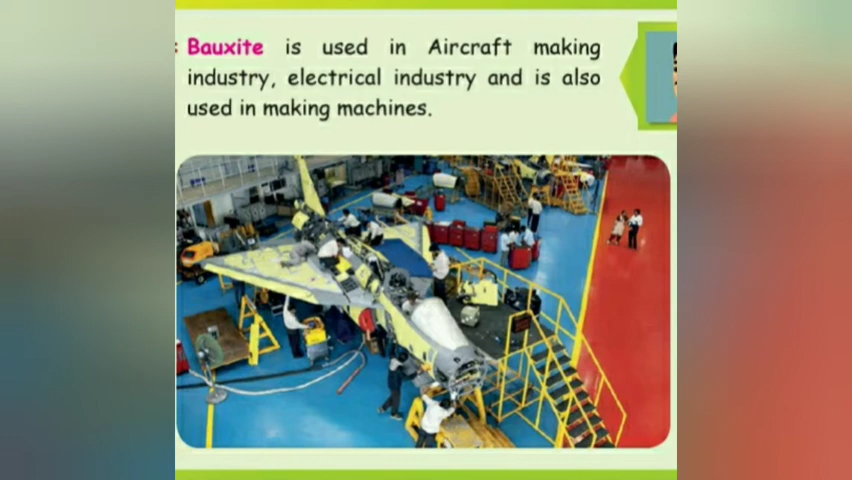 Bauxite is used in Aircraft making
industry, electrical industry and is also
used in making machines.